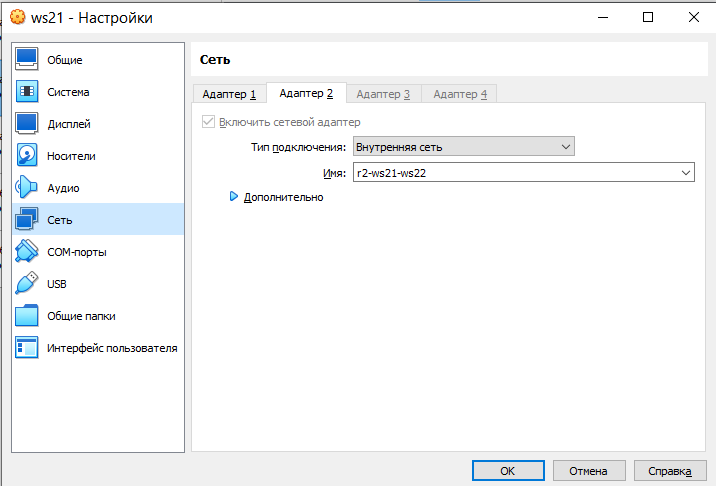 ws21 - Настройки
Общие
Система
Дисплей
Носители
Аудио
Сеть
COM-порты
USB
Общие папки
Интерфейс пользователя
Сеть
Адаптер 1 Адаптер 2 Адаптер 3 Адаптер 4
Включить сетевой адаптер
Тип подключения: Внутренняя сеть
Имя: r2-ws21-ws22
Дополнительно
OK Отмена Справка